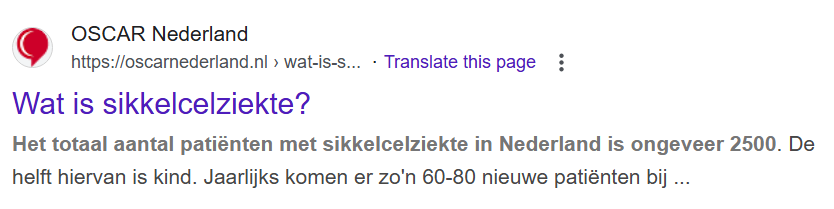 OSCAR Nederland
https://oscarnederland.nl › wat-is-s... · Translate this page
Wat is sikkelcelziekte?
Het totaal aantal patiënten met sikkelcelziekte in Nederland is ongeveer 2500. De
helft hiervan is kind. Jaarlijks komen er zo'n 60-80 nieuwe patiënten bij ...